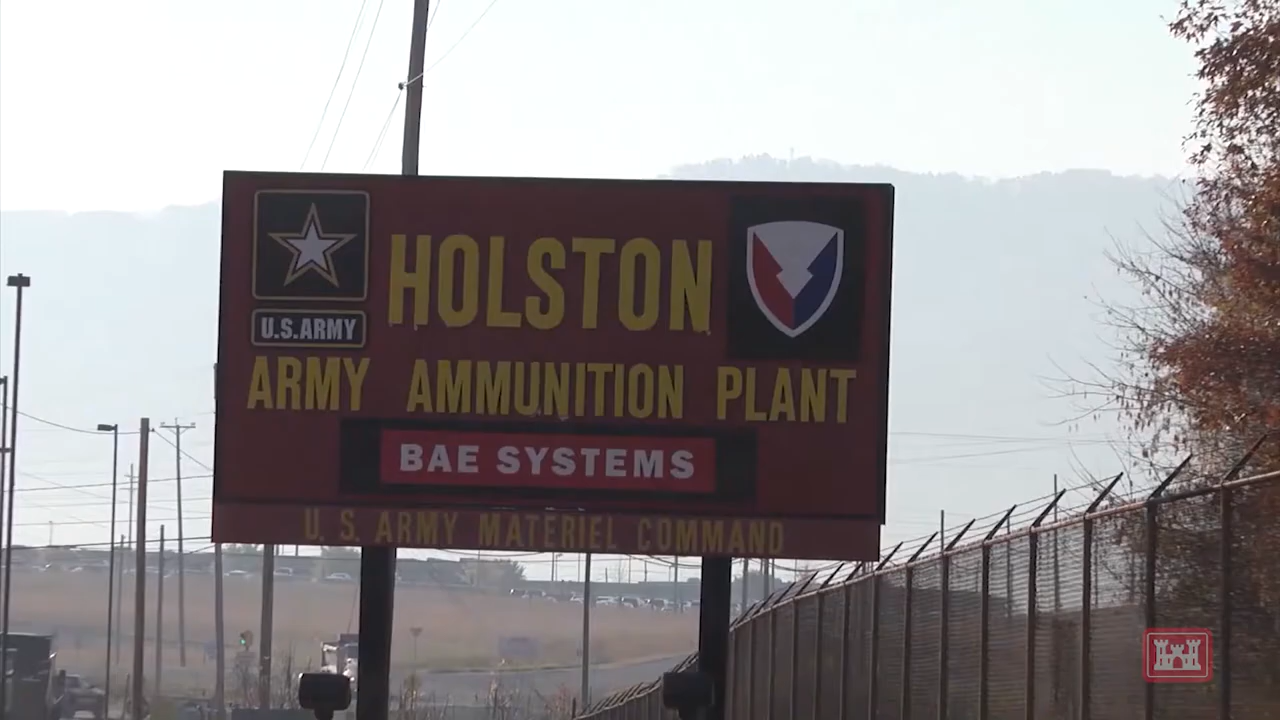 HOLSTON
U.S.ARMY
ARMY AMMUNITION PLANT
BAE SYSTEMS
U. S. ARMY MATERIEL COMMAND